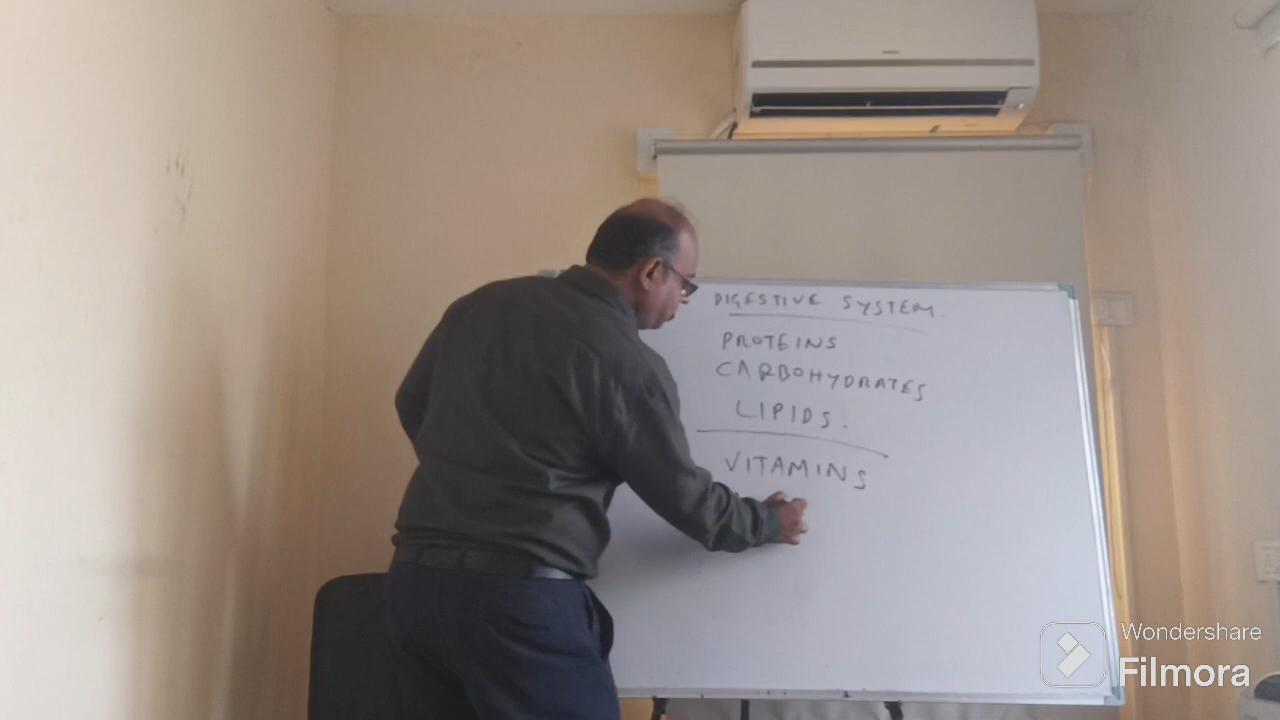 DIGESTIVE SYSTEM.
PROTEINS
CARBOHYDRATES
LIPIDS.
VITAMINS
Wondershare
Filmora